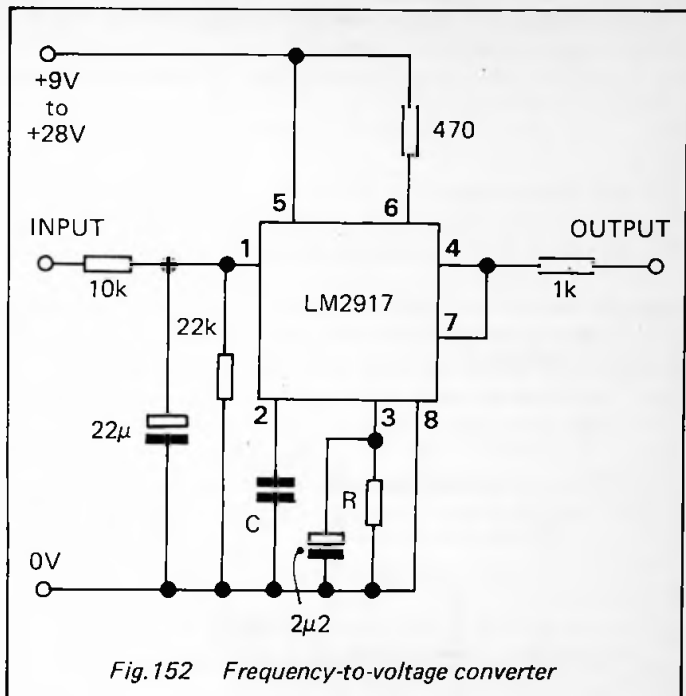 +9V
to
+28V
470
5
6
INPUT
1
4
OUTPUT
10k
LM2917
1k
22k
7
22µ
2
3
8
C
R
0V
2µ2
Fig.152 Frequency-to-voltage converter